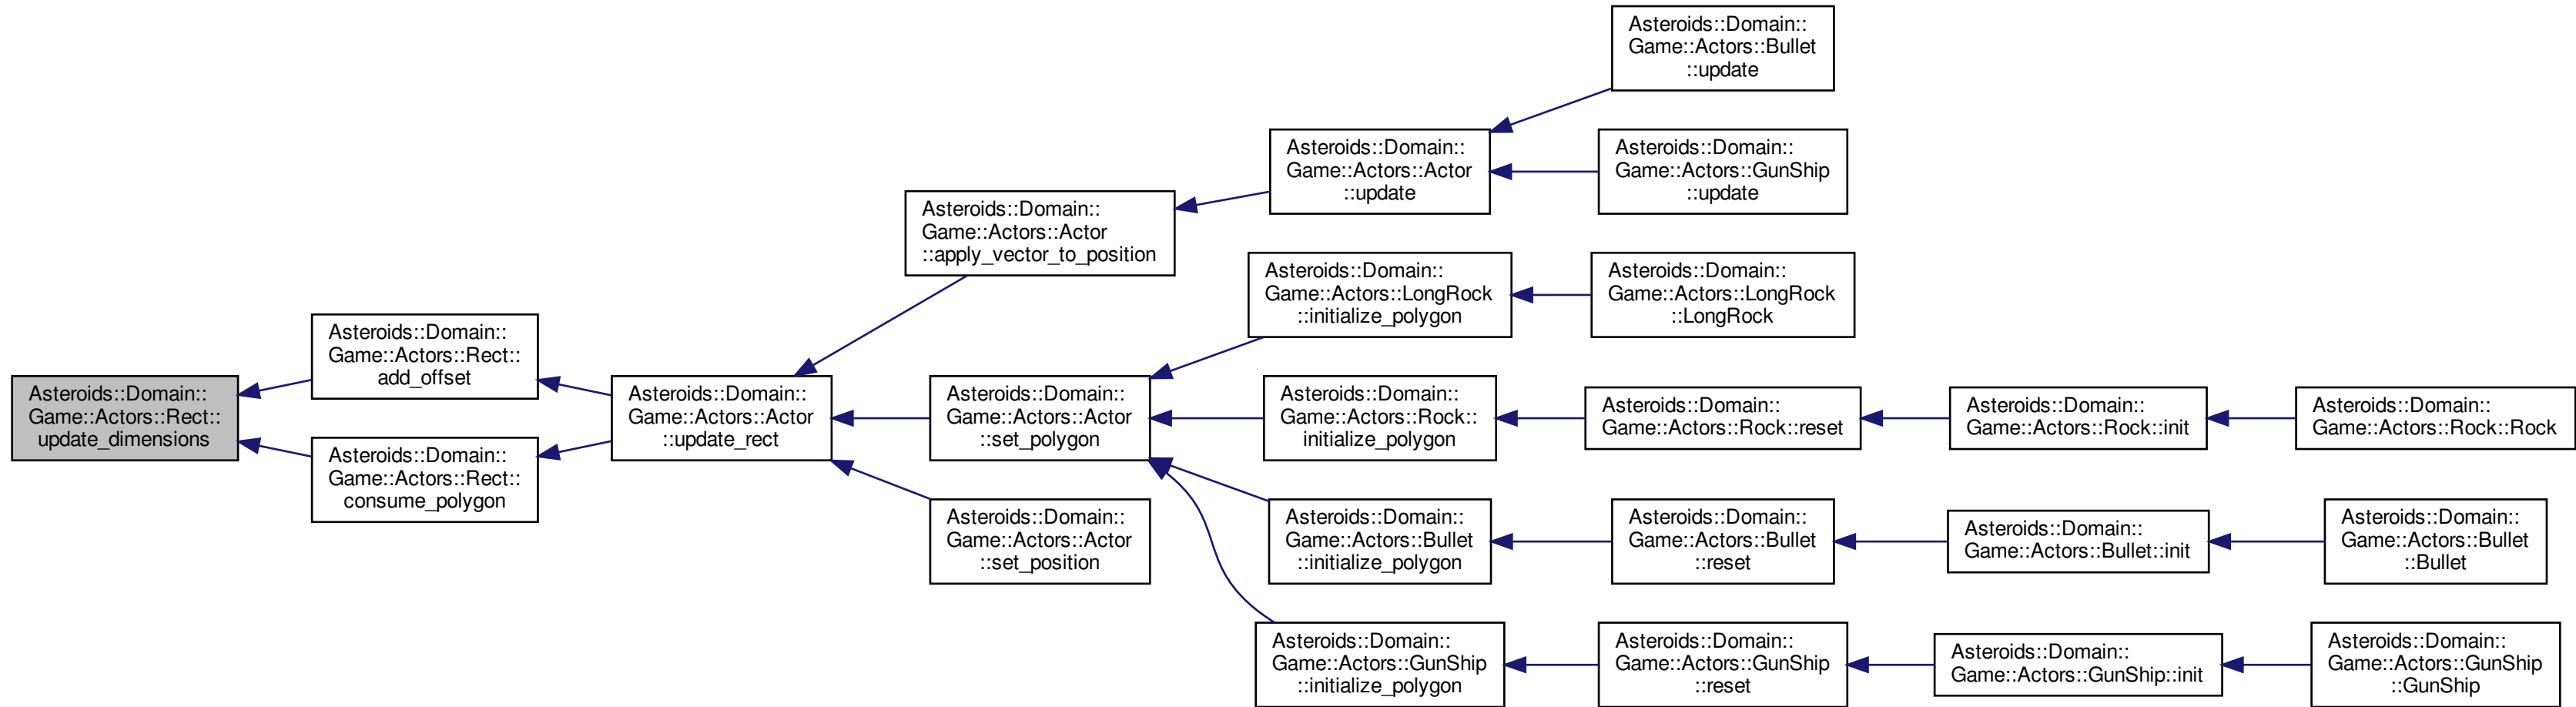 Asteroids::Domain::
Game::Actors::Bullet
::update
Asteroids::Domain::
Game::Actors::Actor
::update
Asteroids::Domain::
Game::Actors::GunShip
::update
Asteroids::Domain::
Game::Actors::Actor
::apply_vector_to_position
Asteroids::Domain::
Game::Actors::LongRock
::initialize_polygon
Asteroids::Domain::
Game::Actors::LongRock
::LongRock
Asteroids::Domain::
Game::Actors::Rect::
add_offset
Asteroids::Domain::
Game::Actors::Rect::
update_dimensions
Asteroids::Domain::
Game::Actors::Actor
::update_rect
Asteroids::Domain::
Game::Actors::Actor
::set_polygon
Asteroids::Domain::
Game::Actors::Rock::
initialize_polygon
Asteroids::Domain::
Game::Actors::Rock::reset
Asteroids::Domain::
Game::Actors::Rock::init
Asteroids::Domain::
Game::Actors::Rock::Rock
Asteroids::Domain::
Game::Actors::Rect::
consume_polygon
Asteroids::Domain::
Game::Actors::Actor
::set_position
Asteroids::Domain::
Game::Actors::Bullet
::initialize_polygon
Asteroids::Domain::
Game::Actors::Bullet
::reset
Asteroids::Domain::
Game::Actors::Bullet::init
Asteroids::Domain::
Game::Actors::Bullet
::Bullet
Asteroids::Domain::
Game::Actors::GunShip
::initialize_polygon
Asteroids::Domain::
Game::Actors::GunShip
::reset
Asteroids::Domain::
Game::Actors::GunShip::init
Asteroids::Domain::
Game::Actors::GunShip
::GunShip